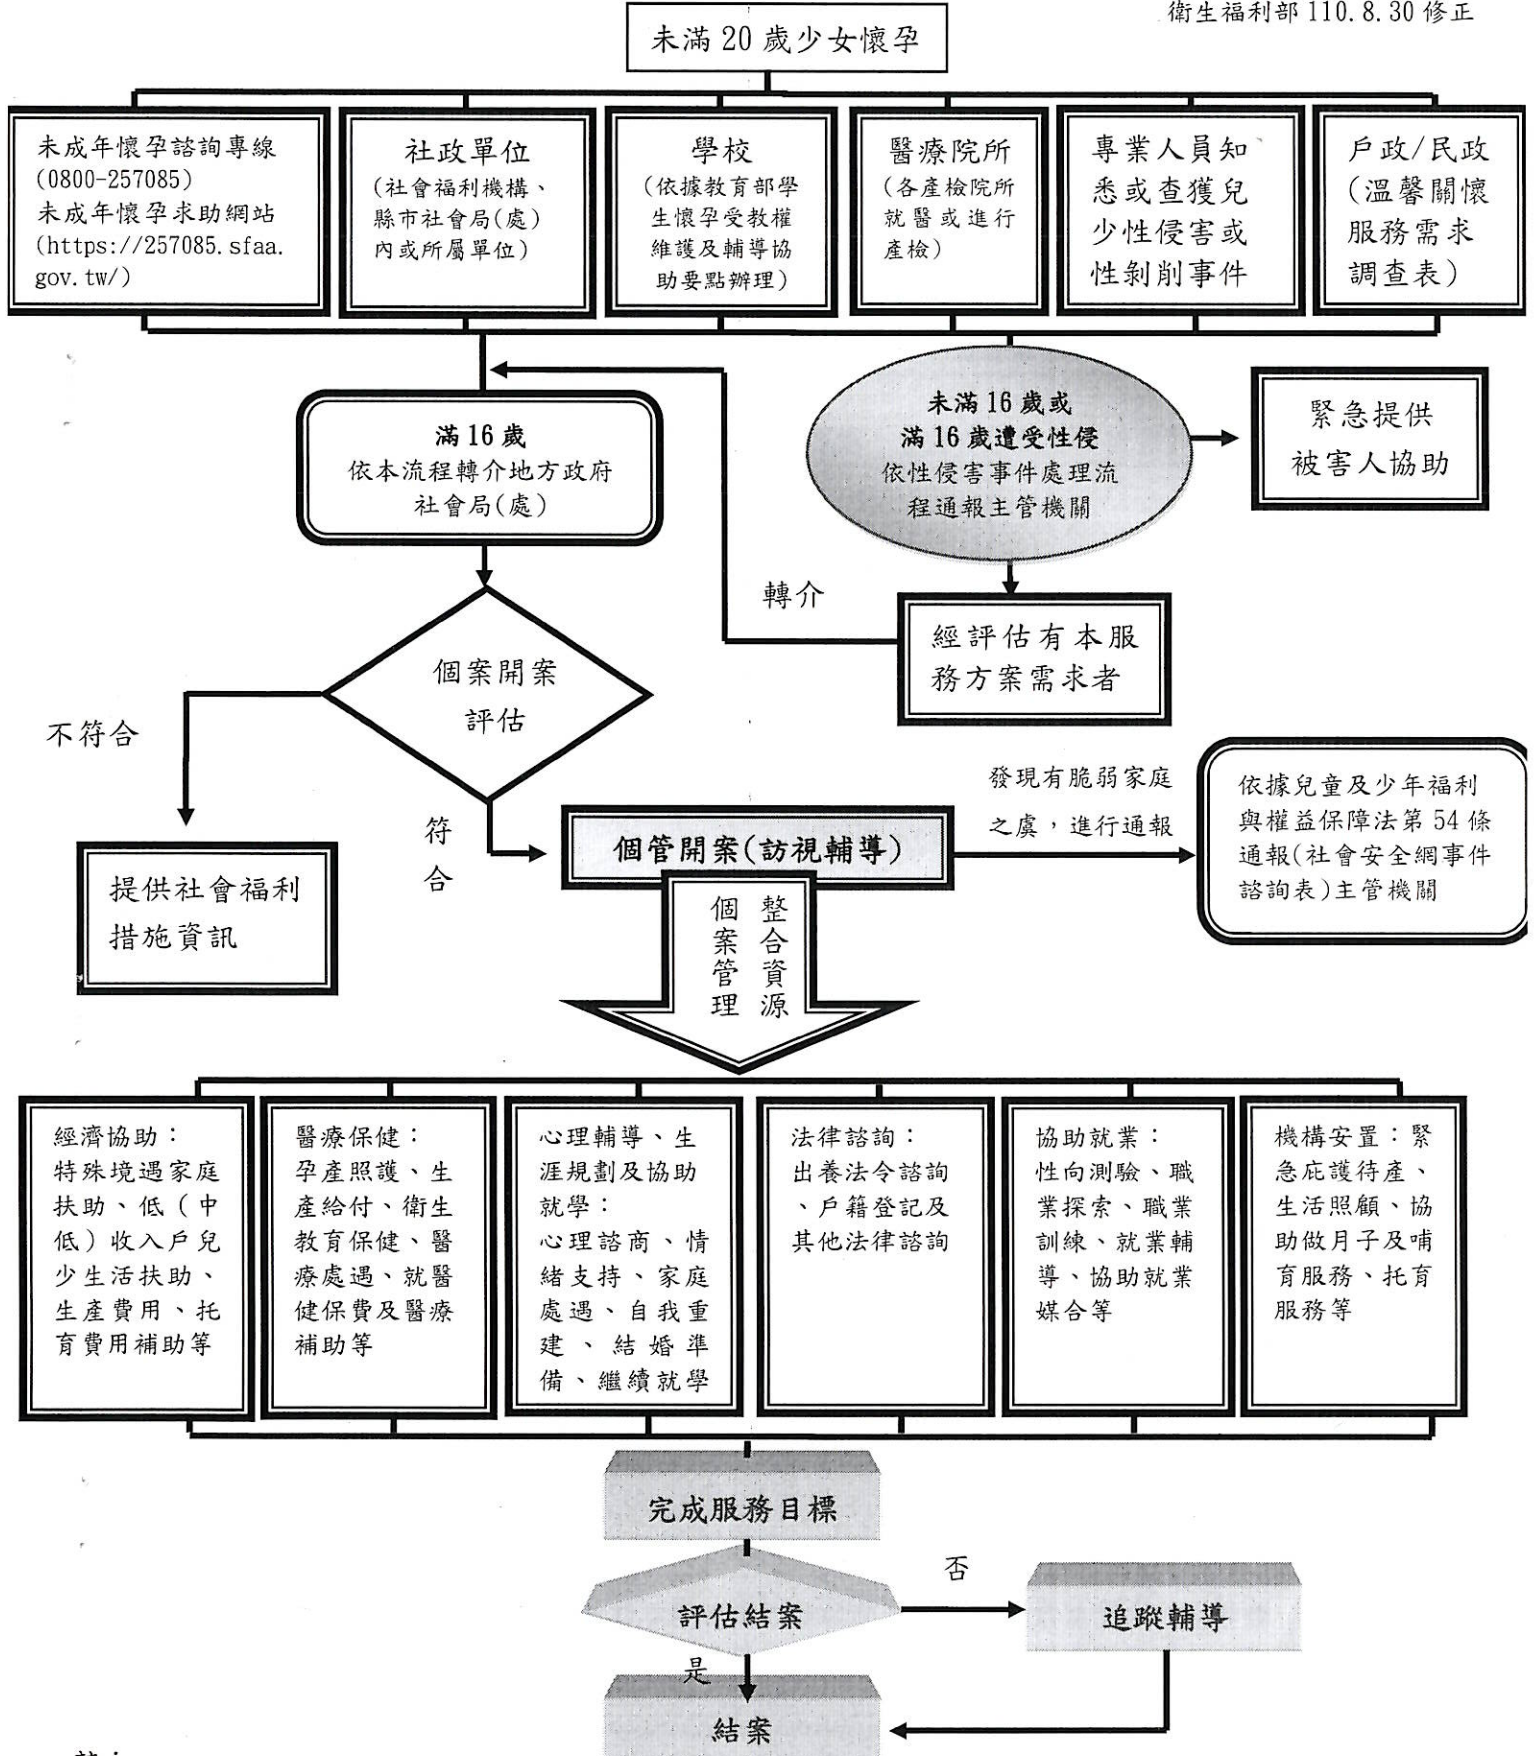 衛生福利部 110.8.30 修正
未滿 20 歲少女懷孕
未成年懷孕諮詢專線
(0800-257085)
未成年懷孕求助網站
(https://257085.sfaa.
gov.tw/)
社政單位
(社會福利機構、
縣市社會局(處)
內或所屬單位)
學校
(依據教育部學
生懷孕受教權
維護及輔導協
助要點辦理)
醫療院所
(各產檢院所
就醫或進行
產檢)
專業人員知
悉或查獲兒
少性侵害或
性剝削事件
戶政/民政
(溫馨關懷
服務需求
調查表)
滿 16 歲
依本流程轉介地方政府
社會局(處)
未滿 16 歲或
滿 16 歲遭受性侵
依性侵害事件處理流
程通報主管機關
緊急提供
被害人協助
轉介
經評估有本服
務方案需求者
個案開案
評估
不符合
符
合
提供社會福利
措施資訊
個管開案(訪視輔導)
發現有脆弱家庭
之虞，進行通報
依據兒童及少年福利
與權益保障法第 54 條
通報(社會安全網事件
諮詢表)主管機關
整合資源
個案管理
經濟協助：
特殊境遇家庭
扶助、低（中
低）收入戶兒
少生活扶助、
生產費用、托
育費用補助等
醫療保健：
孕產照護、生
產給付、衛生
教育保健、醫
療處遇、就醫
健保費及醫療
補助等
心理輔導、生
涯規劃及協助
就學：
心理諮商、情
緒支持、家庭
處遇、自我重
建、結婚準
備、繼續就學
法律諮詢：
出養法令諮詢
、戶籍登記及
其他法律諮詢
協助就業：
性向測驗、職
業探索、職業
訓練、就業輔
導、協助就業
媒合等
機構安置：緊
急庇護待產、
生活照顧、協
助做月子及哺
育服務、托育
服務等
完成服務目標
評估結案
否
追蹤輔導
是
結案